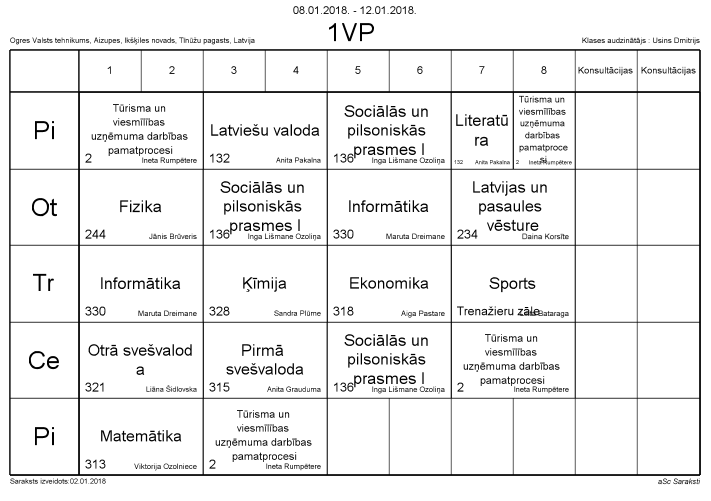 08.01.2018. - 12.01.2018.
1VP
Ogres Valsts tehnikums, Aizupes, Ikšķiles novads, Tīnūžu pagasts, Latvija
Klases audzinātājs : Usins Dmitrijs
1 2 3 4 5 6 7 8 Konsultācijas Konsultācijas
Pi
Tūrisma un
viesmīlības
uzņēmuma darbības
pamatprocesi
2 Ineta Rumpētere
Latviešu valoda
132 Anita Pakalna
Sociālās un
pilsoniskās
prasmes I
136 Inga Lišmane Ozoliņa
Literatū
ra
132 Anita Pakalna
Tūrisma un
viesmīlības
uzņēmuma
darbības
pamatproce
si
2 Ineta Rumpētere
Ot
Fizika
244 Jānis Brūveris
Sociālās un
pilsoniskās
prasmes I
136 Inga Lišmane Ozoliņa
Informātika
330 Maruta Dreimane
Latvijas un
pasaules
vēsture
234 Daina Korsīte
Tr
Informātika
330 Maruta Dreimane
Ķīmija
328 Sandra Plūme
Ekonomika
318 Aiga Pastare
Sports
Trenažieru zāle Bataraga
Ce
Otrā svešvalod
a
321 Liāna Šidlovska
Pirmā
svešvaloda
315 Anita Grauduma
Sociālās un
pilsoniskās
prasmes I
136 Inga Lišmane Ozoliņa
Tūrisma un
viesmīlības
uzņēmuma darbības
pamatprocesi
2 Ineta Rumpētere
Pi
Matemātika
313 Viktorija Ozolniece
Tūrisma un
viesmīlības
uzņēmuma darbības
pamatprocesi
2 Ineta Rumpētere
Saraksts izveidots:02.01.2018
aSc Saraksti